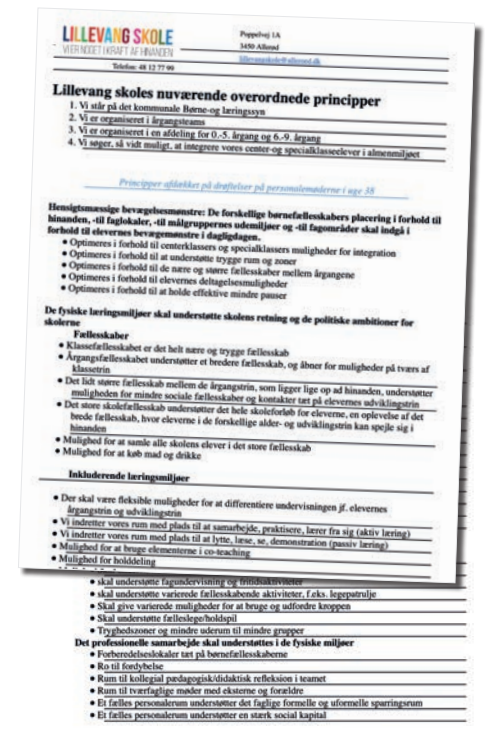 LILLEVANG SKOLE
VI ER NOGET I KRAFT AF HINANDEN
Poppelvej 1A
3450 Allerød
lillevangskole@alleroed.dk
Telefon: 48 12 77 99
Lillevang skoles nuværende overordnede principper
1. Vi står på det kommunale Børne-og læringssyn
2. Vi er organiseret i årgangsteams
3. Vi er organiseret i en afdeling for 0.-5. årgang og 6.-9. årgang
4. Vi søger, så vidt muligt, at integrere vores center-og specialklasseelever i almenmiljøet
Principper afdækket på drøftelser på personalemøderne i uge 38
Hensigtsmæssige bevægelsesmønstre: De forskellige børnefællesskabers placering i forhold til
hinanden, -til faglokaler, -til målgruppernes udemiljøer og -til fagområder skal indgå i
forhold til elevernes bevægemønstre i dagligdagen.
• Optimeres i forhold til centerklassers og specialklassers muligheder for integration
• Optimeres i forhold til at understøtte trygge rum og zoner
• Optimeres i forhold til de nære og større fællesskaber mellem årgangene
• Optimeres i forhold til elevernes deltagelsesmuligheder
• Optimeres i forhold til at holde effektive mindre pauser
De fysiske læringsmiljøer skal understøtte skolens retning og de politiske ambitioner for
skolerne
Fællesskaber
• Klassefællesskabet er det helt nære og trygge fællesskab
• Årgangsfællesskabet understøtter et bredere fællesskab, og åbner for muligheder på tværs af
klassetrin
• Det lidt større fællesskab mellem de årgangstrin, som ligger lige op ad hinanden, understøtter
muligheden for mindre sociale fællesskaber og kontakter tæt på elevernes udviklingstrin
• Det store skolefællesskab understøtter det hele skoleforløb for eleverne, en oplevelse af det
brede fællesskab, hvor eleverne i de forskellige alder- og udviklingstrin kan spejle sig i
hinanden
• Mulighed for at samle alle skolens elever i det store fællesskab
• Mulighed for at købe mad og drikke
Inkluderende læringsmiljøer
• Der skal være fleksible muligheder for at differentiere undervisningen jf. elevernes
årgangstrin og udviklingstrin
• Vi indretter vores rum med plads til at samarbejde, praktisere, lærer fra sig (aktiv læring)
• Vi indretter vores rum med plads til at lytte, læse, se, demonstration (passiv læring)
• Mulighed for at bruge elementerne i co-teaching
• Mulighed for holddeling
• skal understøtte fagundervisning og fritidsaktiviteter
• skal understøtte varierede fællesskabende aktiviteter, f.eks. legepatrulje
• Skal give varierede muligheder for at bruge og udfordre kroppen
• Skal understøtte fælleslege/holdspil
• Tryghedszoner og mindre uderum til mindre grupper
Det professionelle samarbejde skal understøttes i de fysiske miljøer
• Forberedelseslokaler tæt på børnefællesskaberne
• Ro til fordybelse
• Rum til kollegial pædagogisk/didaktisk refleksion i teamet
• Rum til tværfaglige møder med eksterne og forældre
• Et fælles personalerum understøtter det faglige formelle og uformelle sparringsrum
• Et fælles personalerum understøtter en stærk social kapital